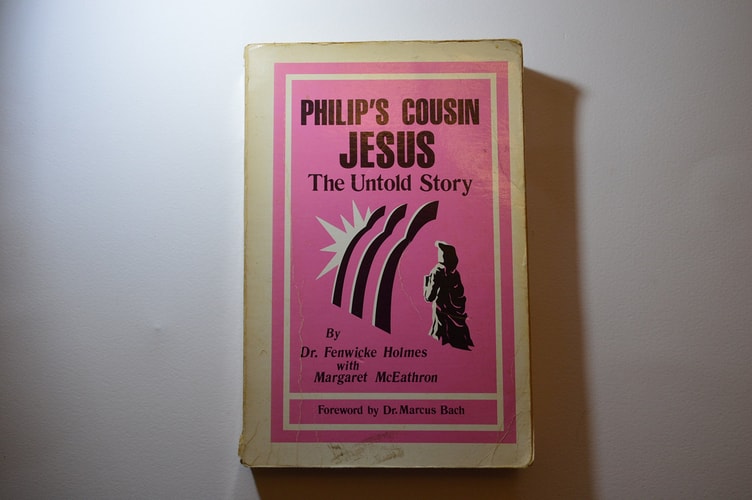 PHILIP'S COUSIN
JESUS
The Untold Story
By
Dr. Fenwicke Holmes
with
Margaret McEathron
Foreword by Dr. Marcus Bach